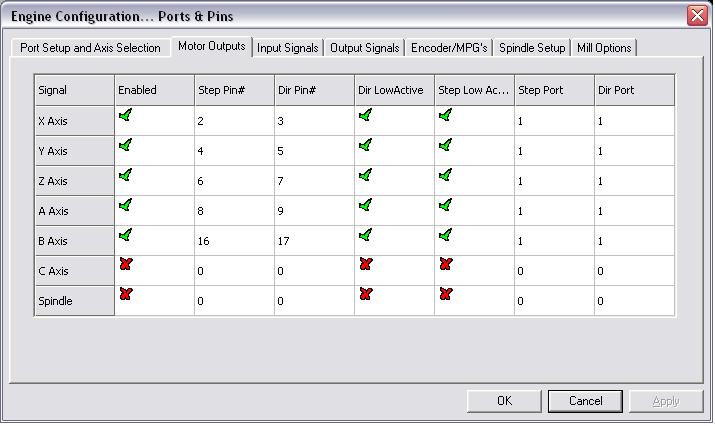 Engine Configuration... Ports & Pins
Port Setup and Axis Selection Motor Outputs Input Signals Output Signals Encoder/MPG's Spindle Setup Mill Options
Signal Enabled Step Pin# Dir Pin# Dir LowActive Step Low Ac... Step Port Dir Port
X Axis 2 3 1 1
Y Axis 4 5 1 1
Z Axis 6 7 1 1
A Axis 8 9 1 1
B Axis 16 17 1 1
C Axis 0 0 0 0
Spindle 0 0 0 0
OK Cancel Apply